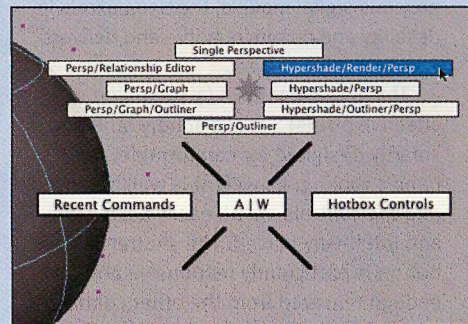 Single Perspective
Persp/Relationship Editor
Hypershade/Render/Persp
Persp/Graph
Hypershade/Persp
Persp/Graph/Outliner
Hypershade/Outliner/Persp
Persp/Outliner
Recent Commands
A | W
Hotbox Controls